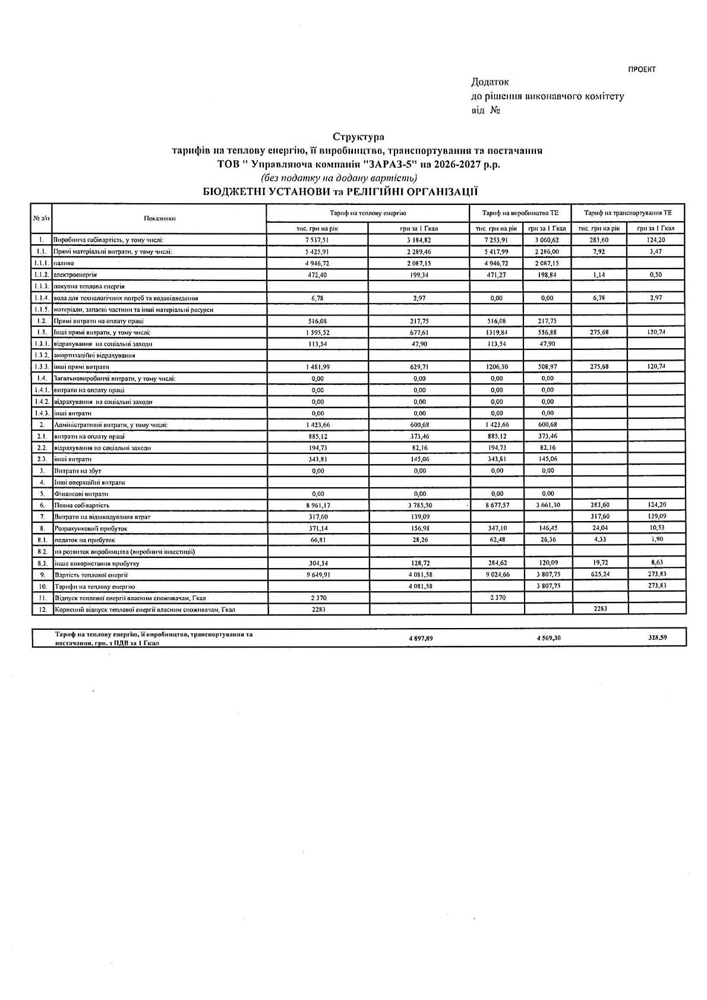 ПРОЕКТ
Додаток
до рішення виконавчого комітету
від №
Структура
тарифів на теплову енергію, її виробництво, транспортування та постачання
ТОВ " Управляюча компанія "ЗАРАЗ-5" на 2026-2027 р.р.
(без податку на додану вартість)
БЮДЖЕТНІ УСТАНОВИ та РЕЛІГІЙНІ ОРГАНІЗАЦІЇ
№ з/п Показники Тариф на теплову енергію Тариф на виробництво ТЕ Тариф на транспортування ТЕ
тис. грн на рік грн за 1 Гкал тис. грн на рік грн за 1 Гкал тис. грн на рік грн за 1 Гкал
1. Виробнича собівартість, у тому числі: 7 537,51 3 184,82 7 253,91 3 060,62 283,60 124,20
1.1. Прямі матеріальні витрати, у тому числі: 5 425,91 2 289,46 5 417,99 2 286,00 7,92 3,47
1.1.1. паливо 4 946,72 2 087,15 4 946,72 2 087,15
1.1.2. електроенергія 472,40 199,34 471,27 198,84 1,14 0,50
1.1.3. покупна теплова енергія
1.1.4. вода для технологічних потреб та водовідведення 6,78 2,97 0,00 0,00 6,78 2,97
1.1.5. матеріали, запасні частини та інші матеріальні ресурси
1.2. Прямі витрати на оплату праці 516,08 217,75 516,08 217,75
1.3. Інші прямі витрати, у тому числі: 1 595,52 677,61 1319,84 556,88 275,68 120,74
1.3.1. відрахування на соціальні заходи 113,54 47,90 113,54 47,90
1.3.2. амортизаційні відрахування
1.3.3. інші прямі витрати 1 481,99 629,71 1206,30 508,97 275,68 120,74
1.4. Загальновиробничі витрати, у тому числі: 0,00 0,00 0,00 0,00
1.4.1. витрати на оплату праці 0,00 0,00 0,00 0,00
1.4.2. відрахування на соціальні заходи 0,00 0,00 0,00 0,00
1.4.3. інші витрати 0,00 0,00 0,00 0,00
2. Адміністративні витрати, у тому числі: 1 423,66 600,68 1 423,66 600,68
2.1. витрати на оплату праці 885,12 373,46 885,12 373,46
2.2. відрахування на соціальні заходи 194,73 82,16 194,73 82,16
2.3. інші витрати 343,81 145,06 343,81 145,06
3. Витрати на збут 0,00 0,00 0,00 0,00
4. Інші операційні витрати
5. Фінансові витрати 0,00 0,00 0,00 0,00
6. Повна собівартість 8 961,17 3 785,50 8 677,57 3 661,30 283,60 124,20
7. Витрати на відшкодування втрат 317,60 139,09 317,60 139,09
8. Розрахунковий прибуток 371,14 156,98 347,10 146,45 24,04 10,53
8.1. податок на прибуток 66,81 28,26 62,48 26,36 4,33 1,90
8.2. на розвиток виробництва (виробничі інвестиції)
8.3. інше використання прибутку 304,34 128,72 284,62 120,09 19,72 8,63
9. Вартість теплової енергії 9 649,91 4 081,58 9 024,66 3 807,75 625,24 273,83
10. Тарифи на теплову енергію 4 081,58 3 807,75 273,83
11. Відпуск теплової енергії власним споживачам, Гкал 2 370 2 370
12. Корисний відпуск теплової енергії власним споживачам, Гкал 2283 2283
Тариф на теплову енергію, її виробництво, транспортування та
постачання, грн. з ПДВ за 1 Гкал 4 897,89 4 569,30 328,59